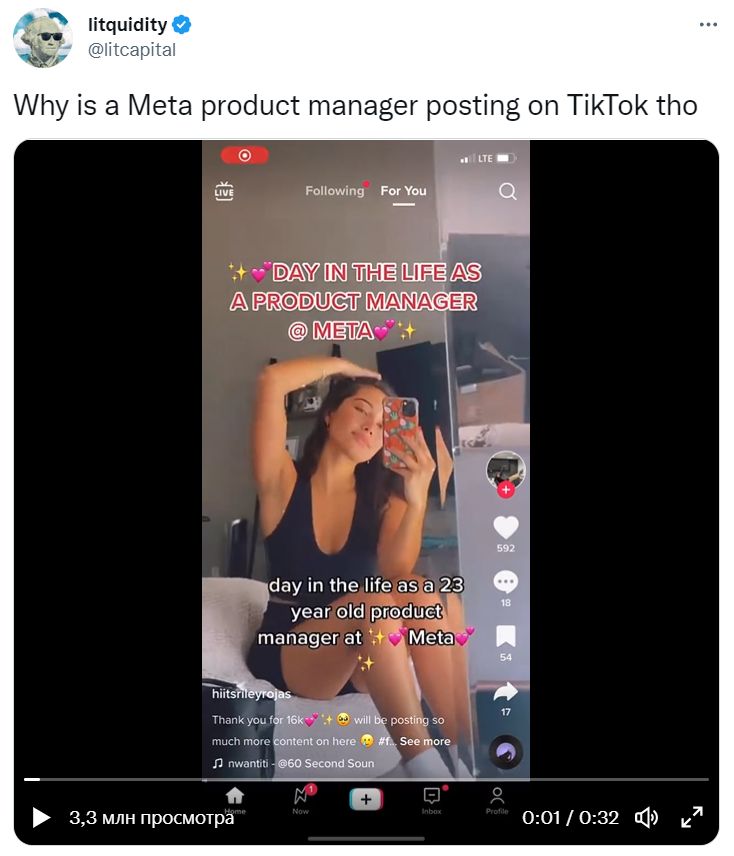 litquidity
@litcapital
Why is a Meta product manager posting on TikTok tho
LTE
LIVE
Following For You
✨💕DAY IN THE LIFE AS
A PRODUCT MANAGER
@ META💕✨
592
day in the life as a 23
year old product
manager at ✨💕Meta💕
✨
18
54
hiitsrileyrojas
17
Thank you for 16k💕✨🥹 will be posting so
much more content on here 🥲 #f... See more
nwantiti - @60 Second Soun
1
Home Now Inbox Profile
3,3 млн просмотра
0:01 / 0:32